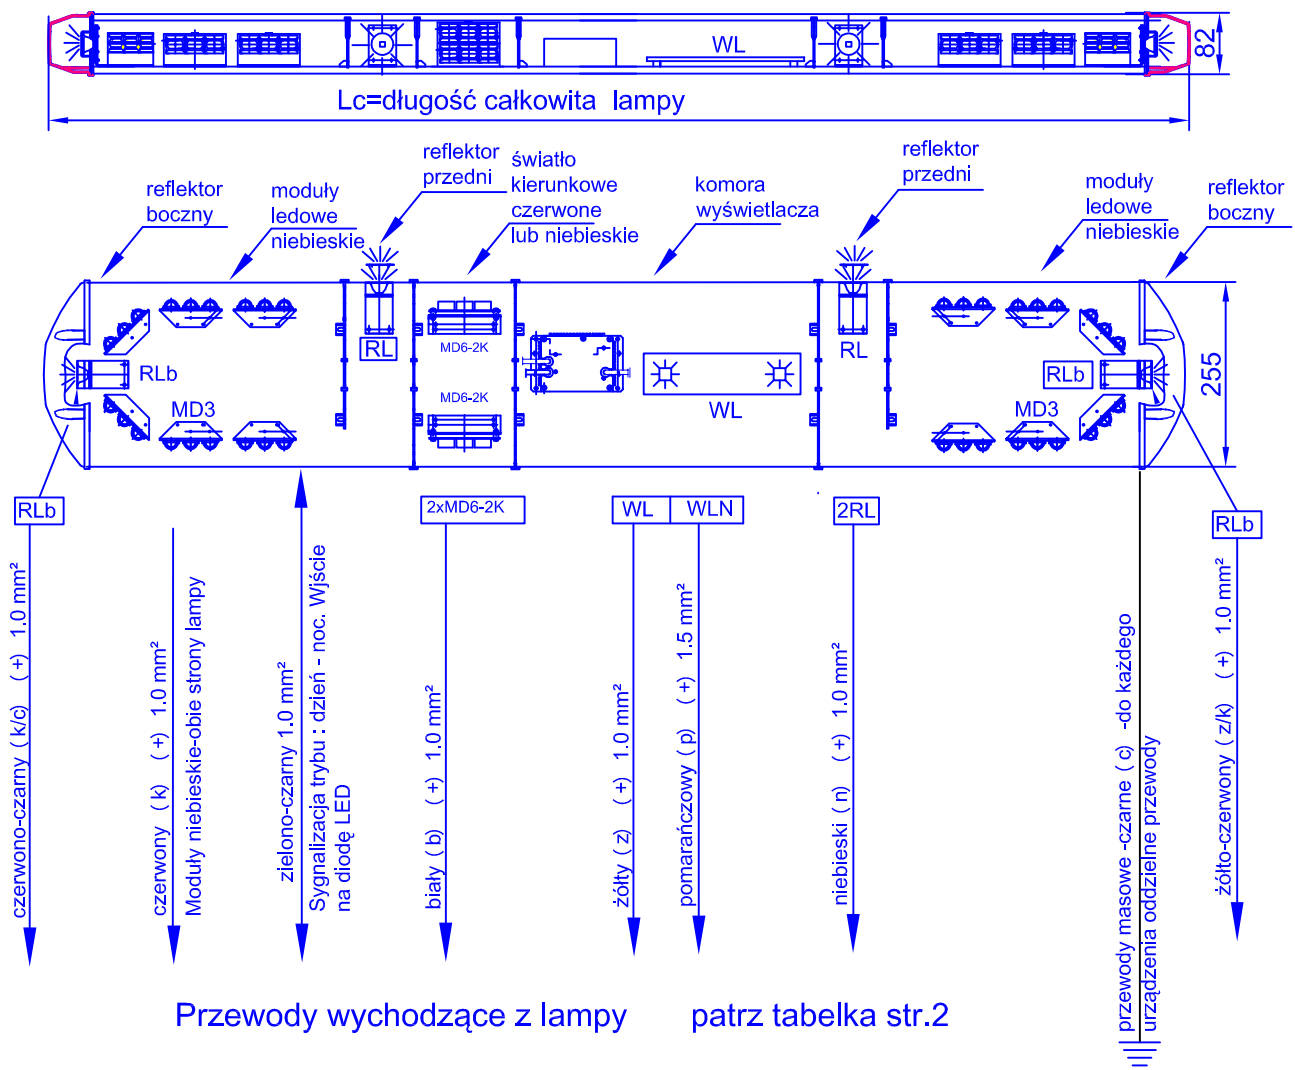 WL
82
Lc=długość całkowita lampy
reflektor
boczny
moduły
ledowe
niebieskie
reflektor
przedni
światło
kierunkowe
czerwone
lub niebieskie
komora
wyświetlacza
reflektor
przedni
moduły
ledowe
niebieskie
reflektor
boczny
RL
MD6-2K
RL
RLb
MD6-2K
WL
RLb
255
MD3
MD3
RLb
2xMD6-2K
WL
WLN
2RL
RLb
czerwono-czarny ( k/c) (+) 1.0 mm²
czerwony ( k) (+) 1.0 mm²
Moduły niebieskie-obie strony lampy
zielono-czarny 1.0 mm²
Sygnalizacja trybu : dzień - noc. Wjście
na diodę LED
biały ( b) (+) 1.0 mm²
żółty ( z) (+) 1.0 mm²
pomarańczowy ( p) (+) 1.5 mm²
niebieski ( n) (+) 1.0 mm²
przewody masowe -czarne ( c) -do każdego
urządzenia oddzielne przewody
żółto-czerwony ( z/k) (+) 1.0 mm²
Przewody wychodzące z lampy patrz tabelka str.2